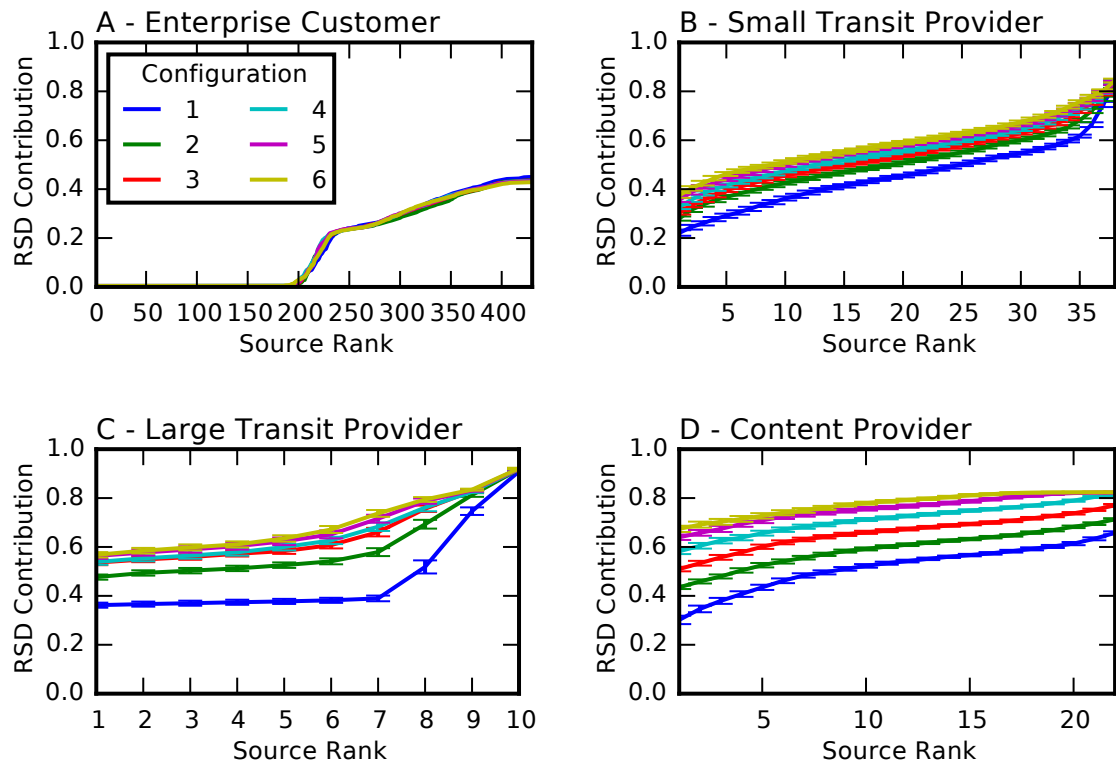 A - Enterprise Customer
1.0
0.8
0.6
0.4
0.2
0.0
RSD Contribution
Configuration
1 4
2 5
3 6
0 50 100 150 200 250 300 350 400
Source Rank
B - Small Transit Provider
1.0
0.8
0.6
0.4
0.2
0.0
RSD Contribution
5 10 15 20 25 30 35
Source Rank
C - Large Transit Provider
1.0
0.8
0.6
0.4
0.2
0.0
RSD Contribution
1 2 3 4 5 6 7 8 9 10
Source Rank
D - Content Provider
1.0
0.8
0.6
0.4
0.2
0.0
RSD Contribution
5 10 15 20
Source Rank